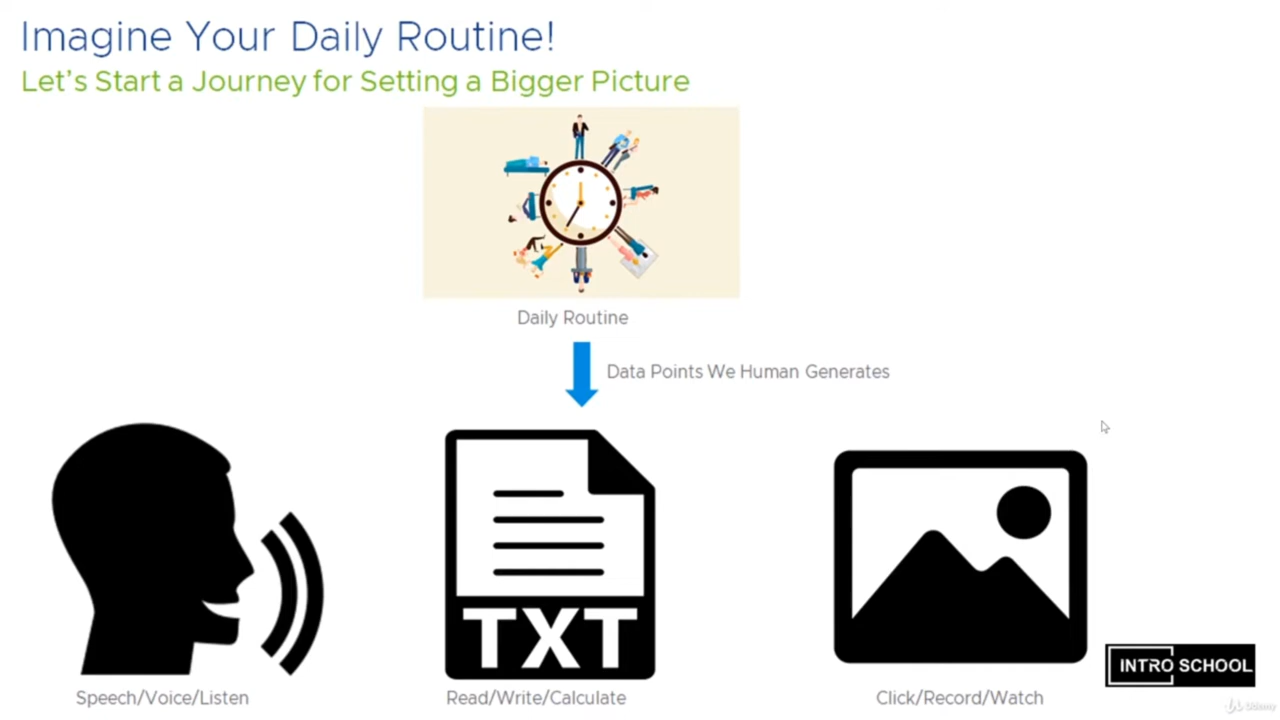 Imagine Your Daily Routine!
Let's Start a Journey for Setting a Bigger Picture
Daily Routine
Data Points We Human Generates
TXT
Speech/Voice/Listen
Read/Write/Calculate
Click/Record/Watch
INTRO SCHOOL
Udemy